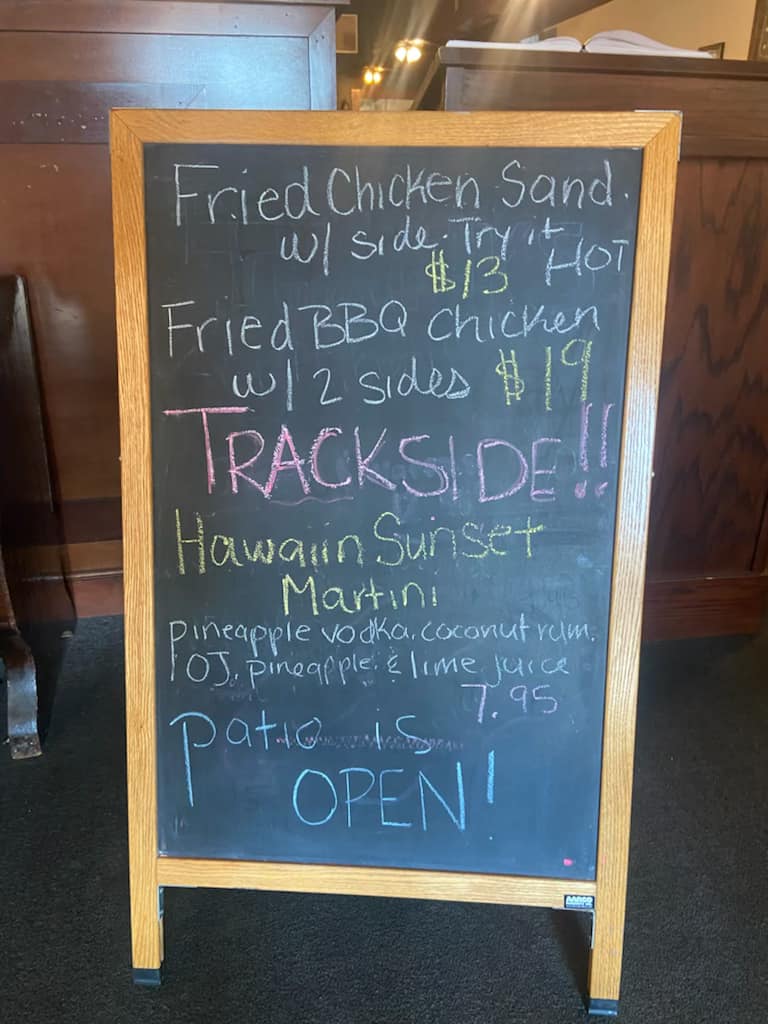 Fried Chicken Sand.
w/ side. Try it
$13 HOT
Fried BBQ chicken
w/ 2 sides $19
TRACKSIDE!!
Hawaiin Sunset
Martini
pineapple vodka, coconut rum,
OJ, pineapple & lime juice
7.95
patio is
OPEN!
AARCO